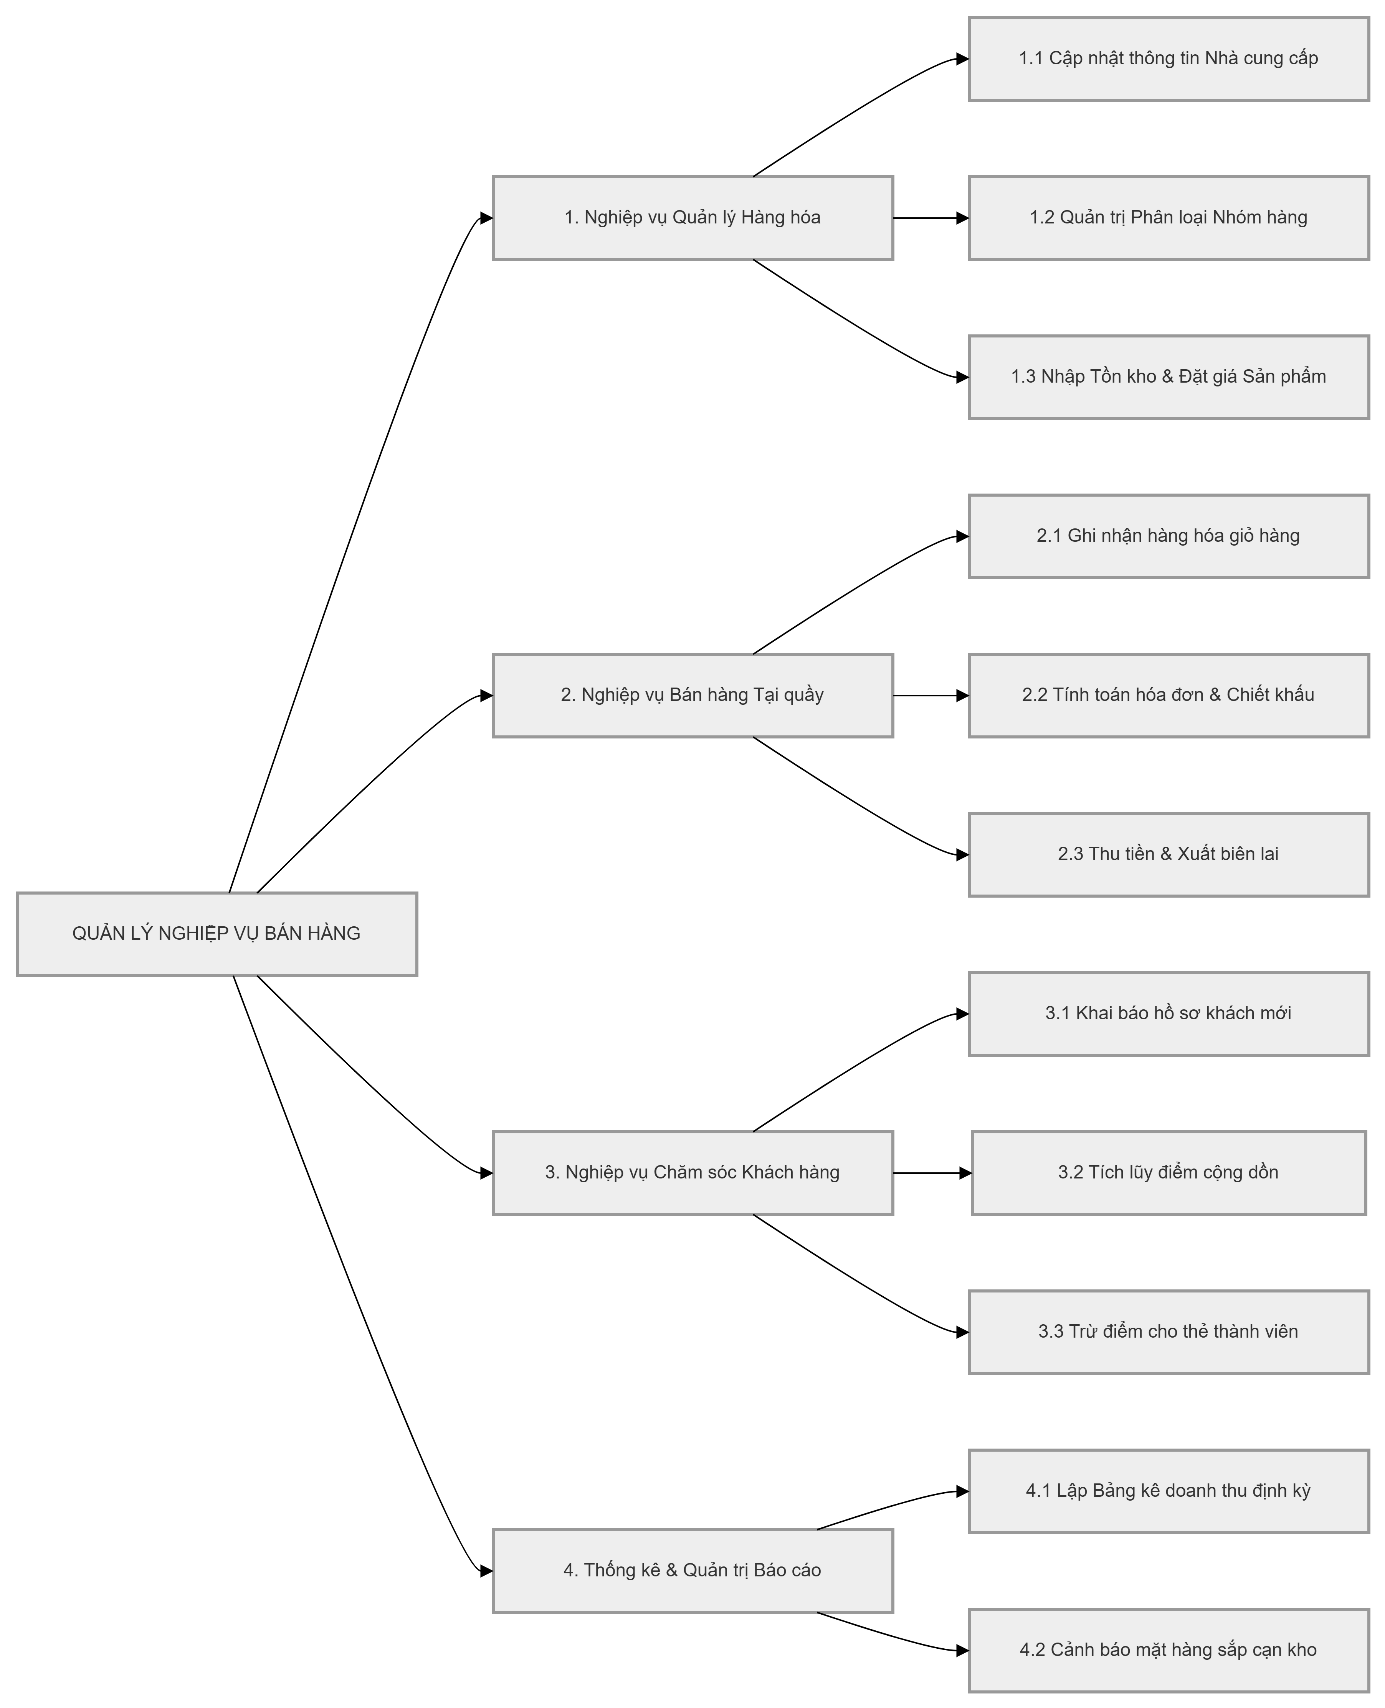 QUẢN LÝ NGHIỆP VỤ BÁN HÀNG
1. Nghiệp vụ Quản lý Hàng hóa
1.1 Cập nhật thông tin Nhà cung cấp
1.2 Quản trị Phân loại Nhóm hàng
1.3 Nhập Tồn kho & Đặt giá Sản phẩm
2. Nghiệp vụ Bán hàng Tại quầy
2.1 Ghi nhận hàng hóa giỏ hàng
2.2 Tính toán hóa đơn & Chiết khấu
2.3 Thu tiền & Xuất biên lai
3. Nghiệp vụ Chăm sóc Khách hàng
3.1 Khai báo hồ sơ khách mới
3.2 Tích lũy điểm cộng dồn
3.3 Trừ điểm cho thẻ thành viên
4. Thống kê & Quản trị Báo cáo
4.1 Lập Bảng kê doanh thu định kỳ
4.2 Cảnh báo mặt hàng sắp cạn kho